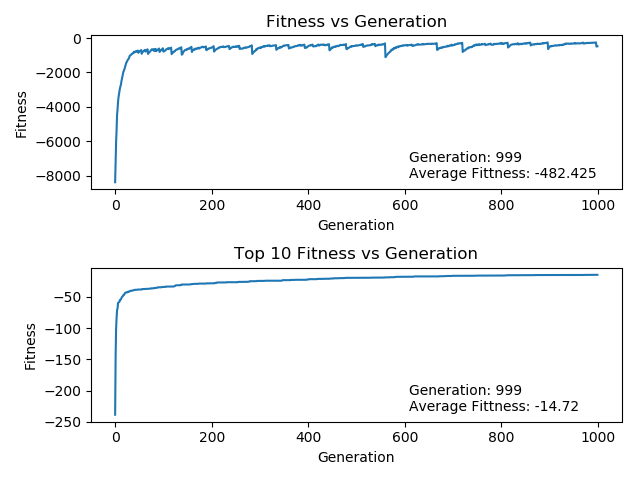 Fitness vs Generation
0
−2000
−4000
−6000
−8000
Fitness
Generation: 999
Average Fittness: -482.425
0
200
400
600
800
1000
Generation
Top 10 Fitness vs Generation
−50
−100
−150
−200
−250
Fitness
Generation: 999
Average Fittness: -14.72
0
200
400
600
800
1000
Generation